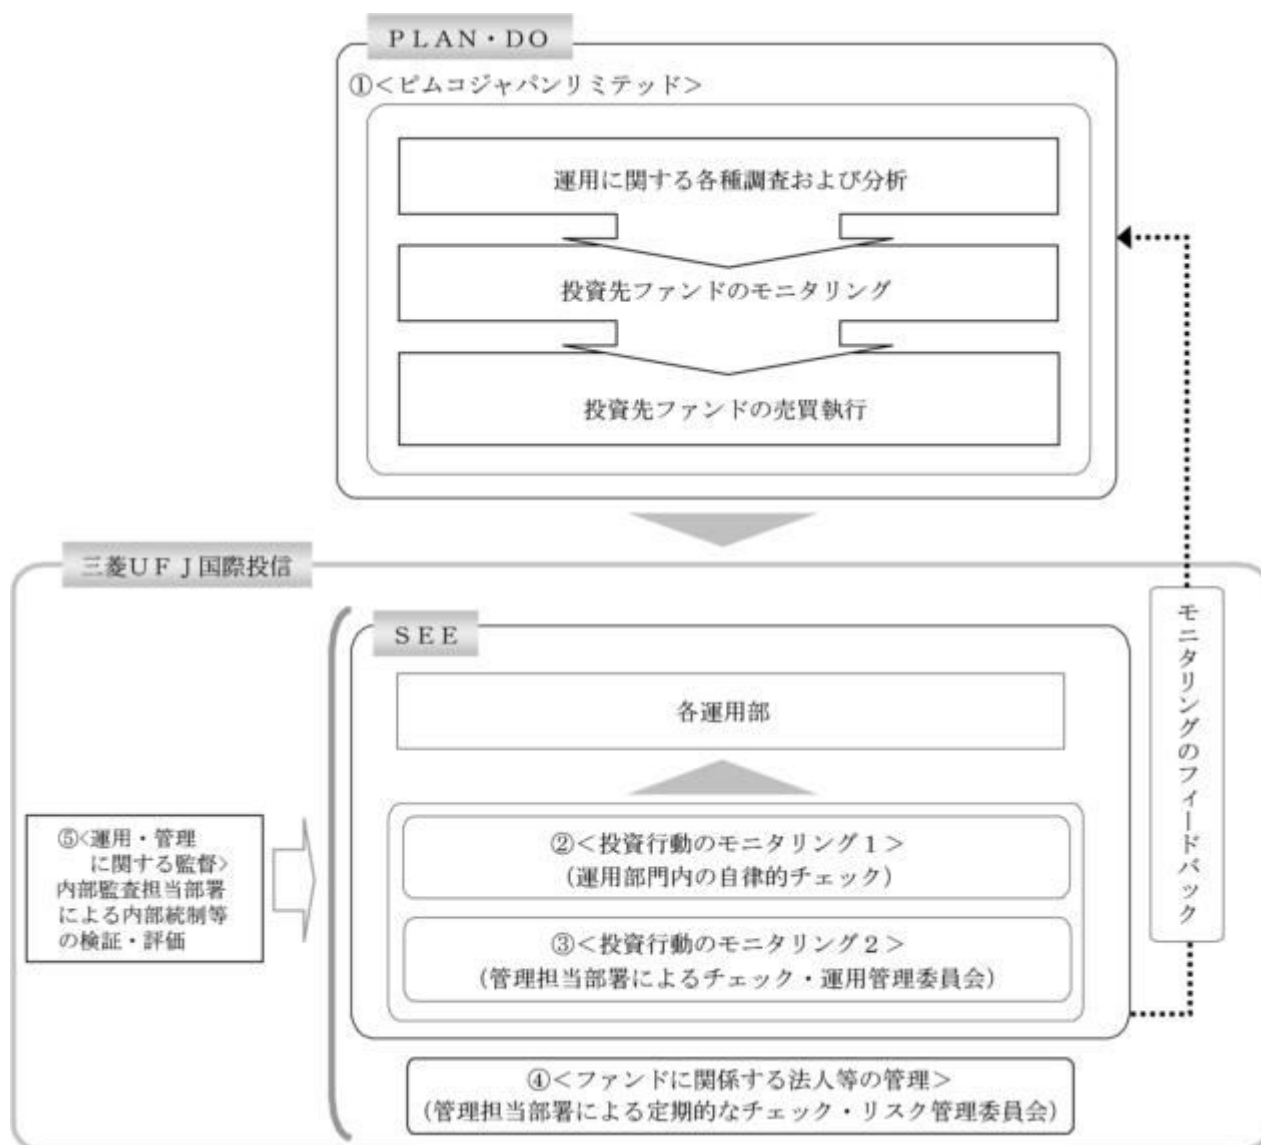 PLAN・DO
①＜ピムコジャパンリミテッド＞
運用に関する各種調査および分析
投資先ファンドのモニタリング
投資先ファンドの売買執行
三菱UFJ国際投信
SEE
各運用部
②＜投資行動のモニタリング１＞
（運用部門内の自律的チェック）
③＜投資行動のモニタリング２＞
（管理担当部署によるチェック・運用管理委員会）
④＜ファンドに関係する法人等の管理＞
（管理担当部署による定期的なチェック・リスク管理委員会）
⑤<運用・管理
に関する監督>
内部監査担当部署
による内部統制等
の検証・評価
モニタリングのフィードバック